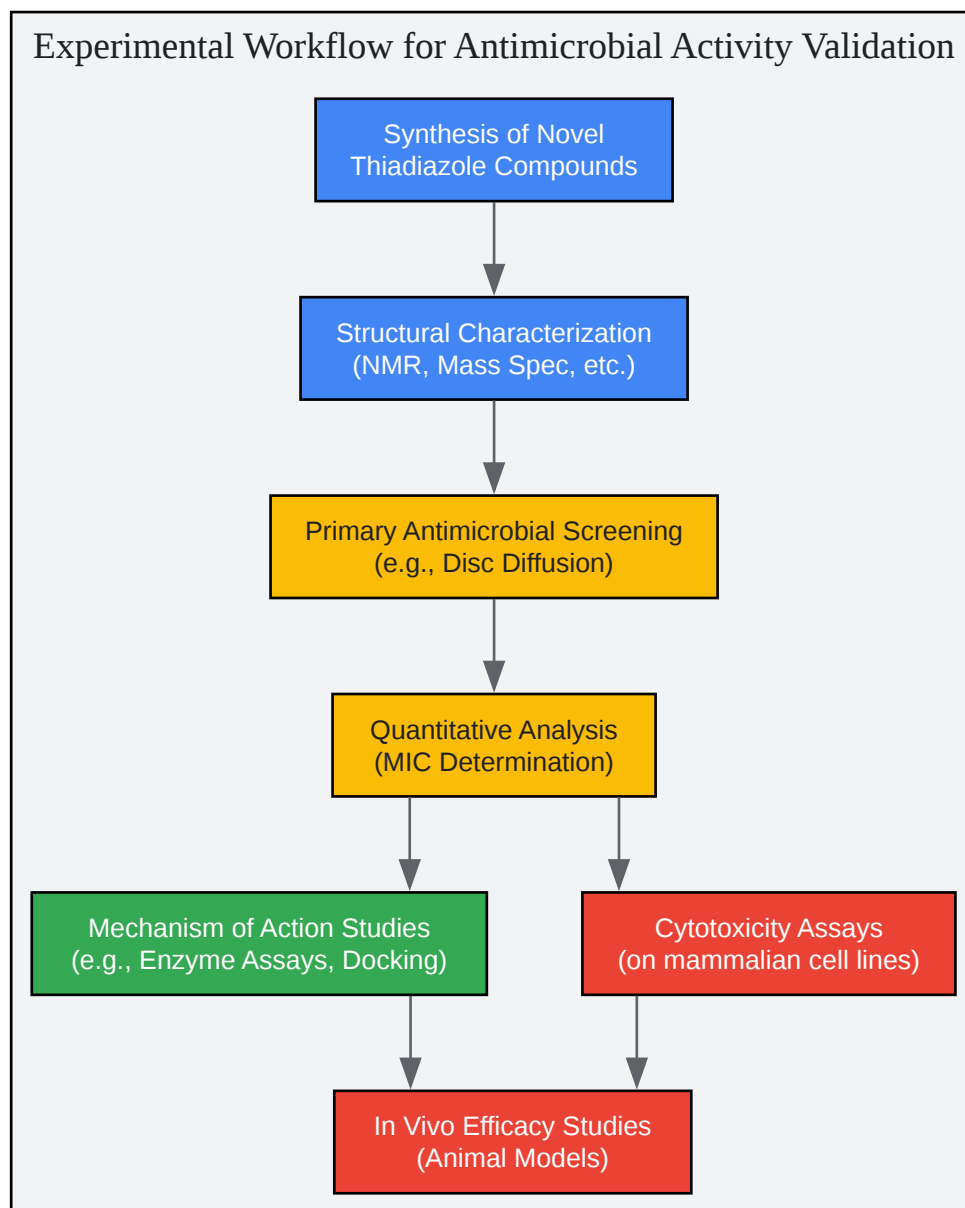 Experimental Workflow for Antimicrobial Activity Validation
Synthesis of Novel
Thiadiazole Compounds
Structural Characterization
(NMR, Mass Spec, etc.)
Primary Antimicrobial Screening
(e.g., Disc Diffusion)
Quantitative Analysis
(MIC Determination)
Mechanism of Action Studies
(e.g., Enzyme Assays, Docking)
Cytotoxicity Assays
(on mammalian cell lines)
In Vivo Efficacy Studies
(Animal Models)